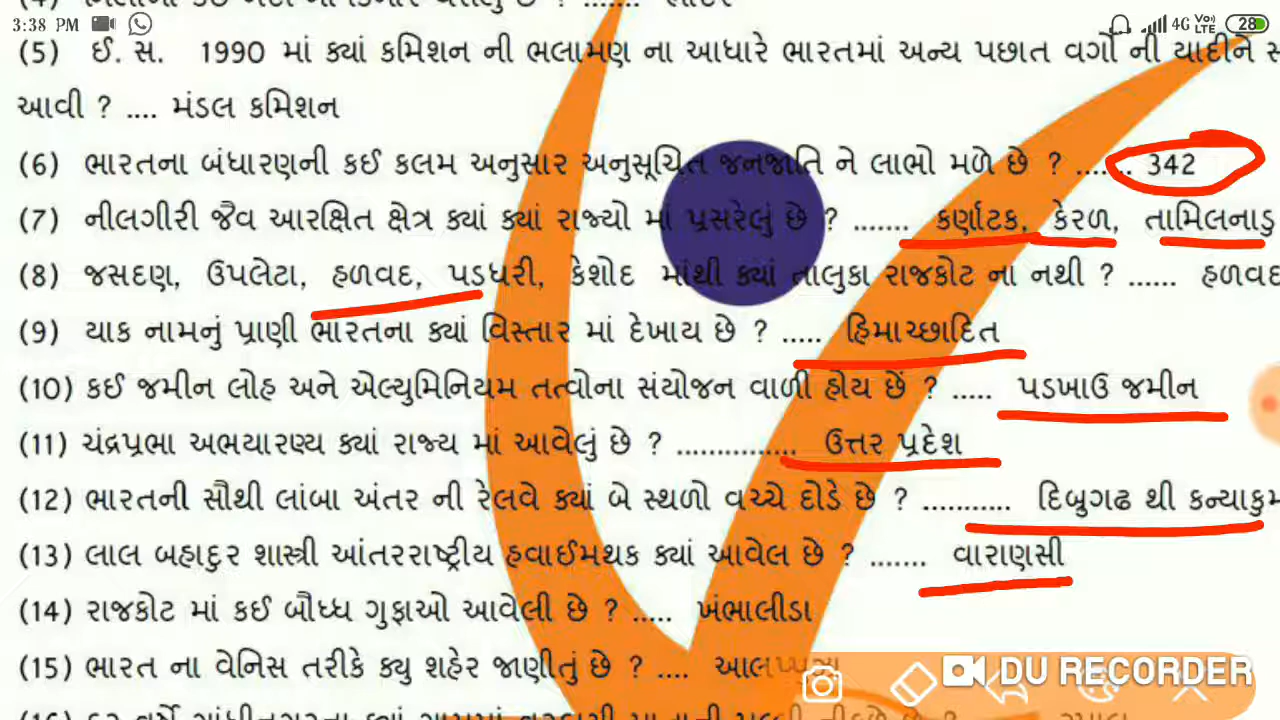 3:38 PM 4G VoLTE 28
(5) ઈ. સ. 1990 માં ક્યાં કમિશન ની ભલામણ ના આધારે ભારતમાં અન્ય પછાત વર્ગો ની યાદીને
આવી ? .... મંડલ કમિશન
(6) ભારતના બંધારણની કઈ કલમ અનુસાર અનુસૂચિત જનજાતિ ને લાભો મળે છે ? ....... 342
(7) નીલગીરી જૈવ આરક્ષિત ક્ષેત્ર ક્યાં ક્યાં રાજ્યો માં પ્રસરેલું છે ? ....... કર્ણાટક, કેરળ, તામિલનાડુ
(8) જસદણ, ઉપલેટા, હળવદ, પડધરી, કેશોદ માંથી ક્યાં તાલુકા રાજકોટ ના નથી ? ...... હળવદ
(9) યાક નામનું પ્રાણી ભારતના ક્યાં વિસ્તાર માં દેખાય છે ? ..... હિમાચ્છાદિત
(10) કઈ જમીન લોહ અને એલ્યુમિનિયમ તત્વોના સંયોજન વાળી હોય છેં ? ..... પડખાઉ જમીન
(11) ચંદ્રપ્રભા અભયારણ્ય ક્યાં રાજ્ય માં આવેલું છે ? ............... ઉત્તર પ્રદેશ
(12) ભારતની સૌથી લાંબા અંતર ની રેલવે ક્યાં બે સ્થળો વચ્ચે દોડે છે ? ........... દિબ્રુગઢ થી
(13) લાલ બહાદુર શાસ્ત્રી આંતરરાષ્ટ્રીય હવાઈમથક ક્યાં આવેલ છે ? ....... વારાણસી
(14) રાજકોટ માં કઈ બૌધ્ધ ગુફાઓ આવેલી છે ? ..... ખંભાલીડા
(15) ભારત ના વેનિસ તરીકે ક્યુ શહેર જાણીતું છે ? ....
DU RECORDER